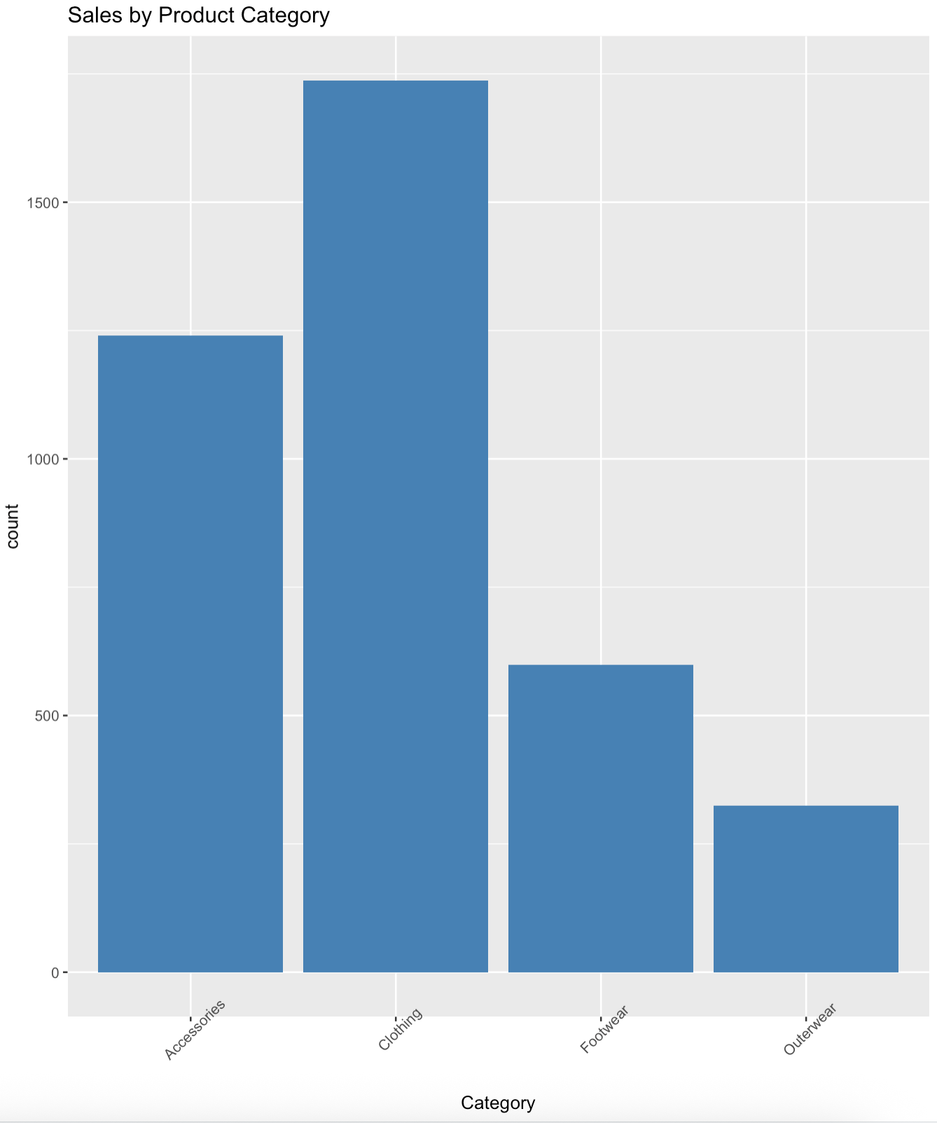 Sales by Product Category
1500
1000
500
0
count
Accessories
Clothing
Footwear
Outerwear
Category